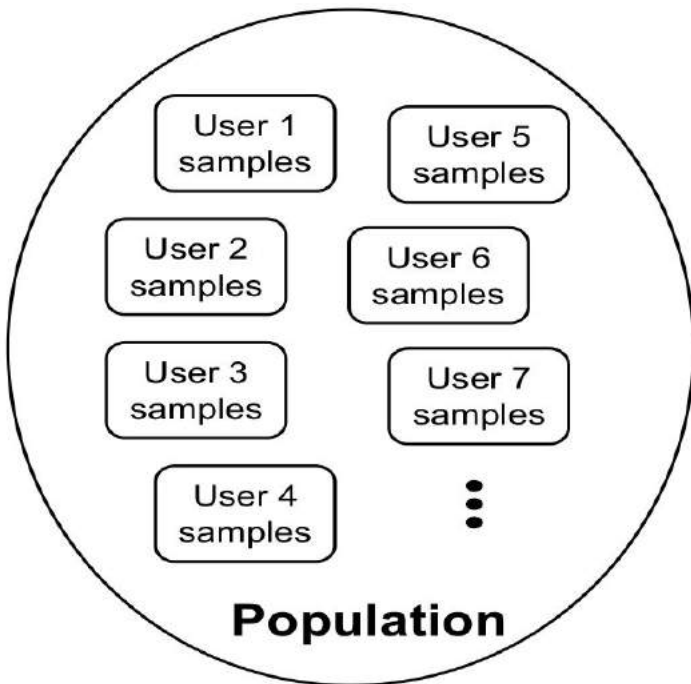 User 1
samples
User 2
samples
User 3
samples
User 4
samples
User 5
samples
User 6
samples
User 7
samples
Population